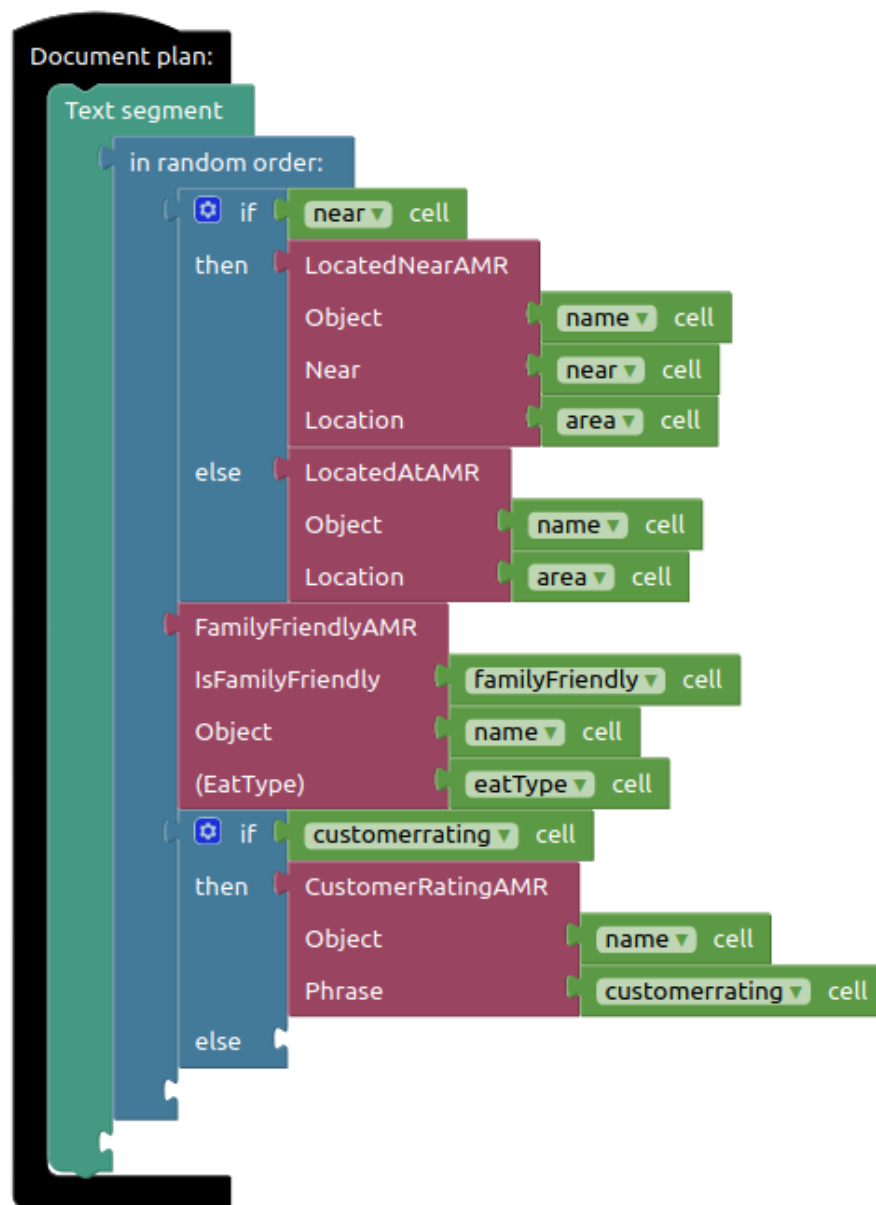 Document plan:
Text segment
in random order:
if near ▾ cell
then LocatedNearAMR
Object name ▾ cell
Near near ▾ cell
Location area ▾ cell
else LocatedAtAMR
Object name ▾ cell
Location area ▾ cell
FamilyFriendlyAMR
IsFamilyFriendly familyFriendly ▾ cell
Object name ▾ cell
(EatType) eatType ▾ cell
if customerrating ▾ cell
then CustomerRatingAMR
Object name ▾ cell
Phrase customerrating ▾ cell
else